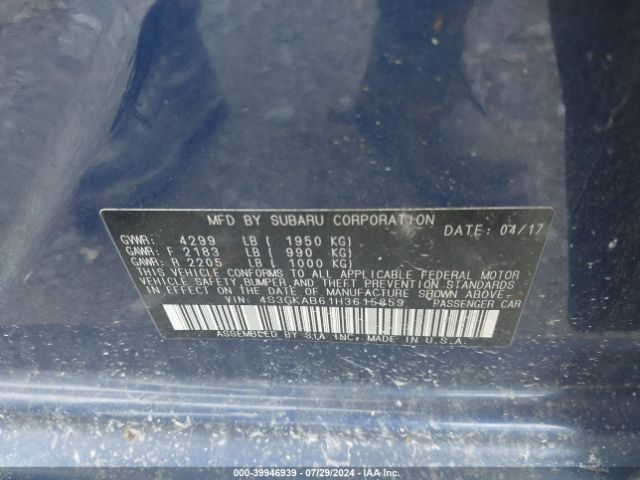 MFD BY SUBARU CORPORATION DATE: 04/17
GVWR: 4299 LB ( 1950 KG)
GAWR: F 2183 LB ( 990 KG)
GAWR: R 2205 LB ( 1000 KG)
THIS VEHICLE CONFORMS TO ALL APPLICABLE FEDERAL MOTOR
VEHICLE SAFETY,BUMPER,AND THEFT PREVENTION STANDARDS
IN EFFECT ON THE DATE OF MANUFACTURE SHOWN ABOVE.
VIN: 4S3GKAB61H3615859 PASSENGER CAR
ASSEMBLED BY SIA INC. MADE IN U.S.A.
000-39946939 / 07/29/2024 / IAAI.com